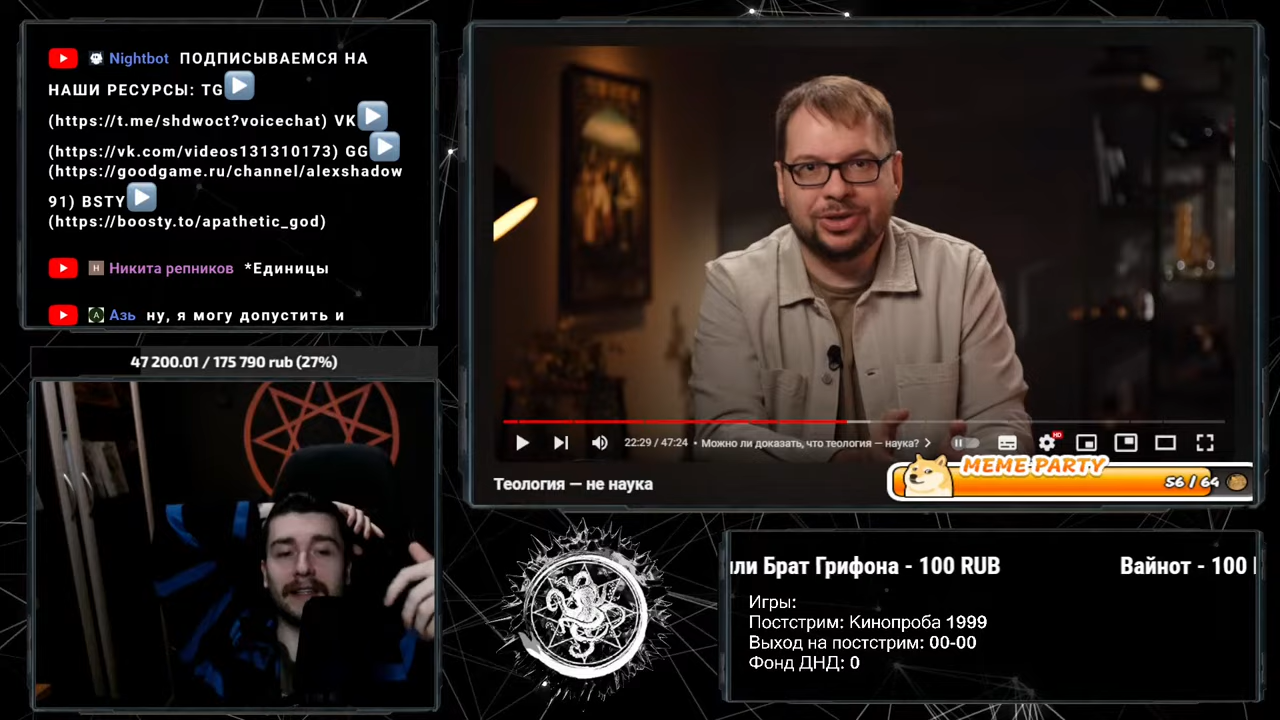 Nightbot ПОДПИСЫВАЕМСЯ НА
НАШИ РЕСУРСЫ: TG
(https://t.me/shdwoct?voicechat) VK
(https://vk.com/videos131310173) GG
(https://goodgame.ru/channel/alexshadow
91) BSTY
(https://boosty.to/apathetic_god)
Н Никита репников *Единицы
А Азь ну, я могу допустить и
47 200.01 / 175 790 rub (27%)
22:29 / 47:24 • Можно ли доказать, что теология — наука?
HD
Теология — не наука
MEME PARTY
56 / 64
ли Брат Грифона - 100 RUB
Вайнот - 100
Игры:
Постстрим: Кинопроба 1999
Выход на постстрим: 00-00
Фонд ДНД: 0